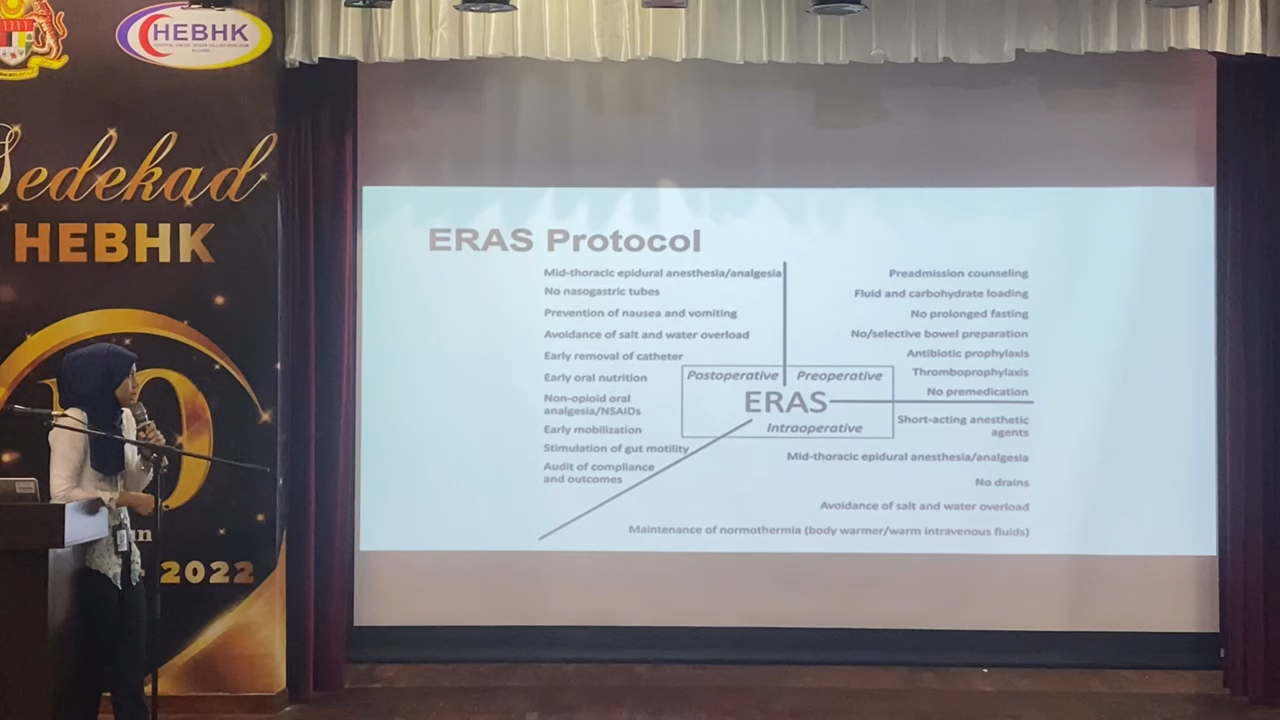 HEBHK
Sedekad
HEBHK
2022
ERAS Protocol
Mid-thoracic epidural anesthesia/analgesia
No nasogastric tubes
Prevention of nausea and vomiting
Avoidance of salt and water overload
Early removal of catheter
Early oral nutrition
Non-opioid oral
analgesia/NSAIDs
Early mobilization
Stimulation of gut motility
Audit of compliance
and outcomes
Preadmission counseling
Fluid and carbohydrate loading
No prolonged fasting
No/selective bowel preparation
Antibiotic prophylaxis
Thromboprophylaxis
No premedication
Postoperative
Preoperative
ERAS
Intraoperative
Short-acting anesthetic
agents
Mid-thoracic epidural anesthesia/analgesia
No drains
Avoidance of salt and water overload
Maintenance of normothermia (body warmer/warm intravenous fluids)